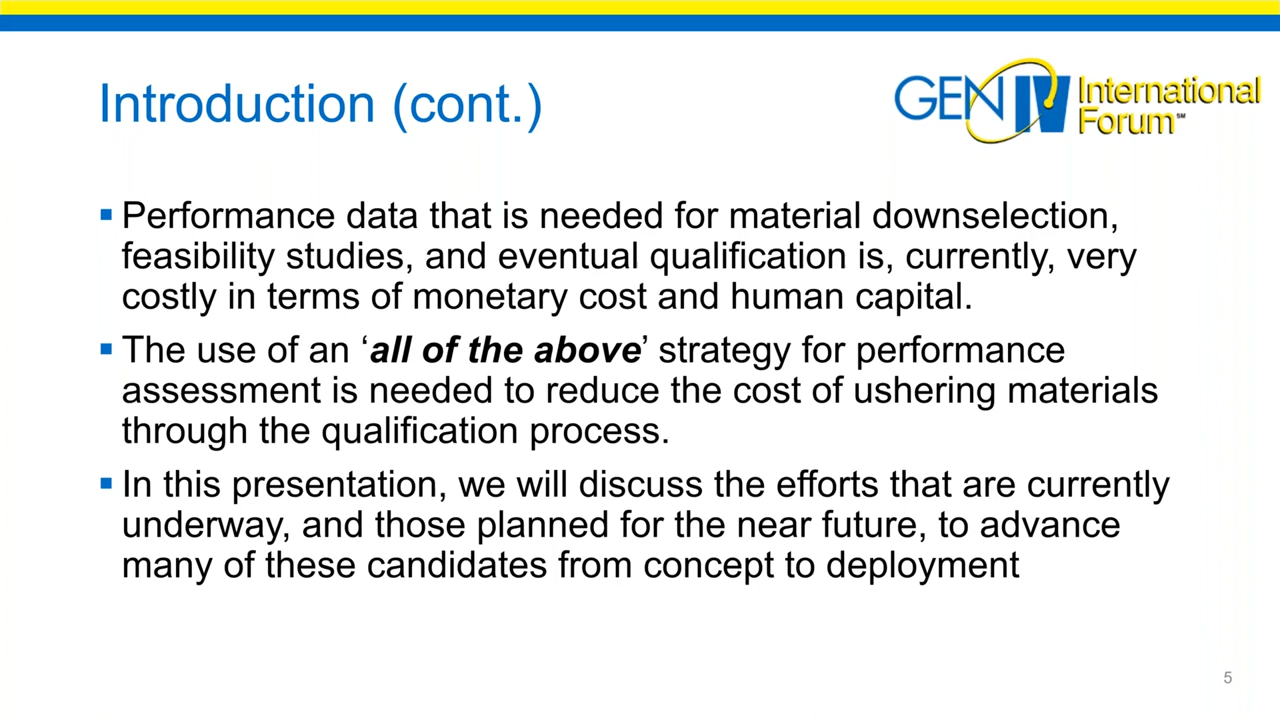 Introduction (cont.)
GEN IV International
Forum℠
Performance data that is needed for material downselection,
feasibility studies, and eventual qualification is, currently, very
costly in terms of monetary cost and human capital.
The use of an ‘all of the above’ strategy for performance
assessment is needed to reduce the cost of ushering materials
through the qualification process.
In this presentation, we will discuss the efforts that are currently
underway, and those planned for the near future, to advance
many of these candidates from concept to deployment
5